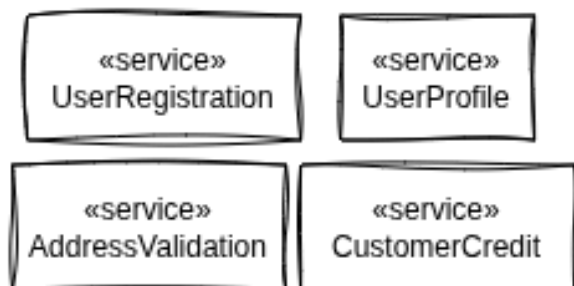 «service»
UserRegistration
«service»
UserProfile
«service»
AddressValidation
«service»
CustomerCredit